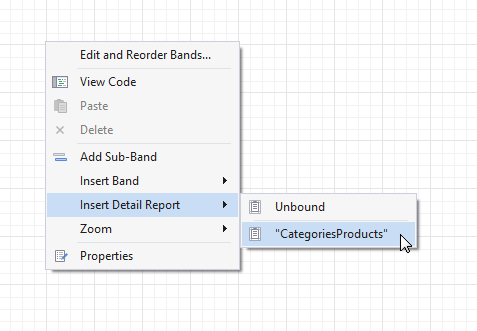 Edit and Reorder Bands...
View Code
Paste
Delete
Add Sub-Band
Insert Band
Insert Detail Report
Zoom
Properties
Unbound
"CategoriesProducts"